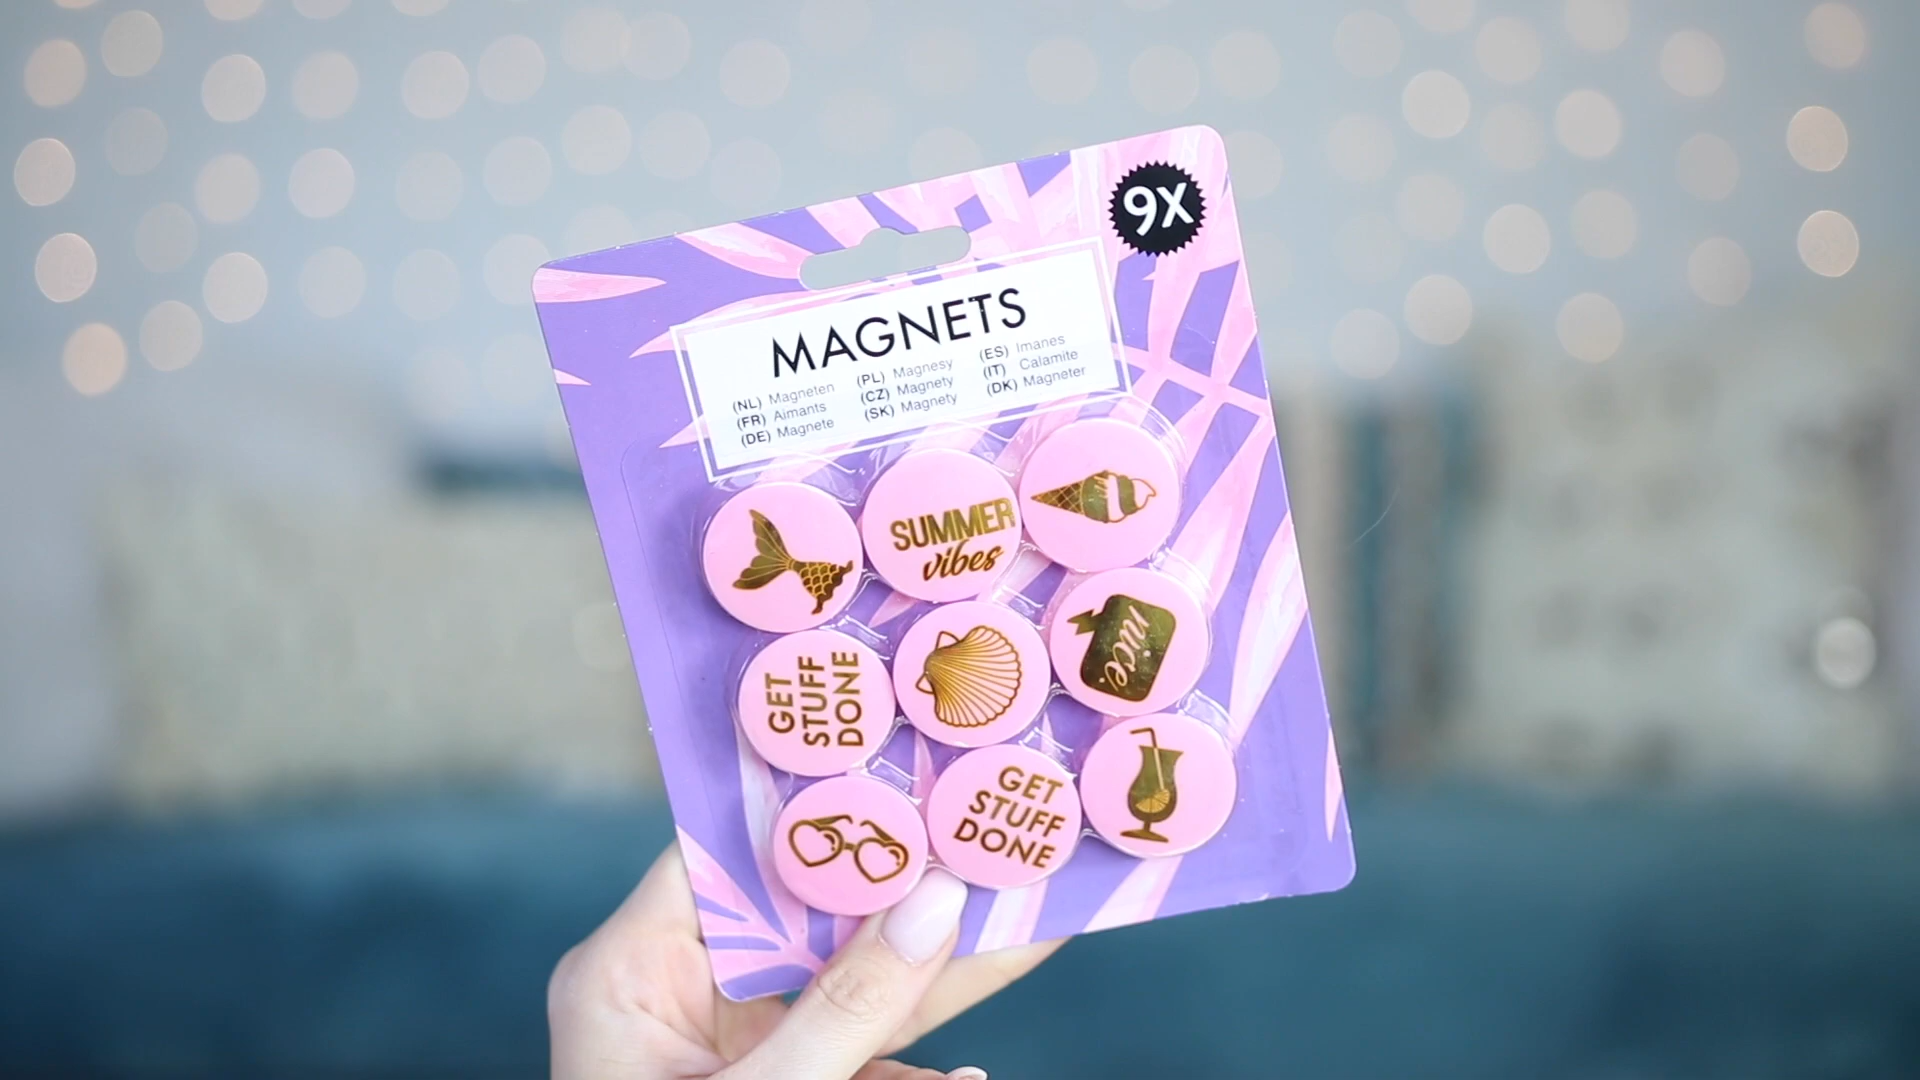 9X
MAGNETS
(NL) Magneten
(FR) Aimants
(DE) Magnete
(PL) Magnesy
(CZ) Magnety
(SK) Magnety
(ES) Imanes
(IT) Calamite
(DK) Magneter
SUMMER
vibes
GET
STUFF
DONE
nice.
GET
STUFF
DONE